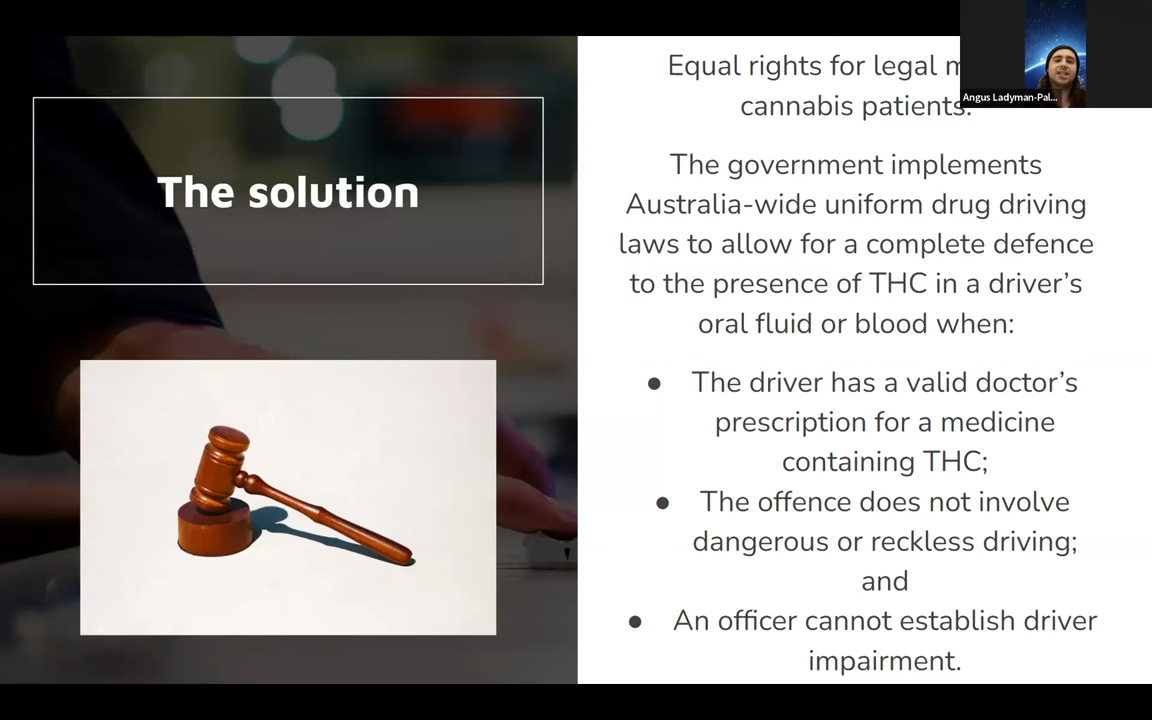 The solution
Equal rights for legal
cannabis patients.
The government implements
Australia-wide uniform drug driving
laws to allow for a complete defence
to the presence of THC in a driver’s
oral fluid or blood when:
● The driver has a valid doctor’s
prescription for a medicine
containing THC;
● The offence does not involve
dangerous or reckless driving;
and
● An officer cannot establish driver
impairment.
Angus Ladyman-Pal...